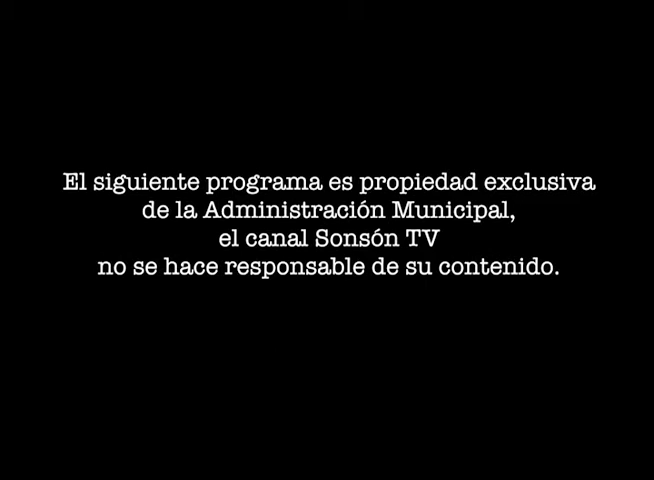 El siguiente programa es propiedad exclusiva
de la Administración Municipal,
el canal Sonsón TV
no se hace responsable de su contenido.